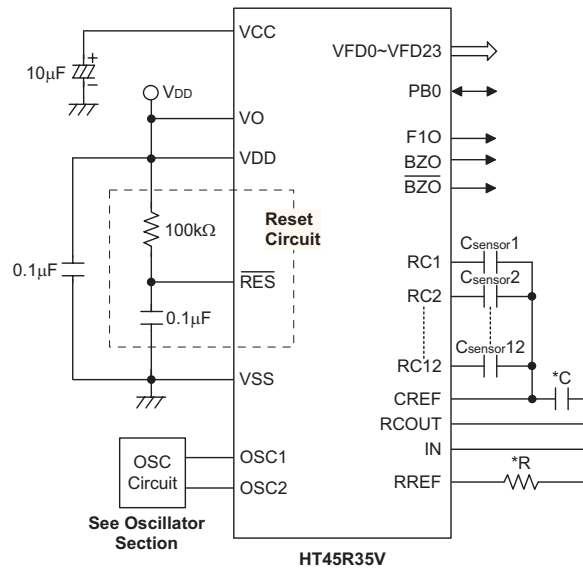 VCC
10μF
+
−
VDD
VO
VDD
Reset
Circuit
100kΩ
RES
0.1μF
0.1μF
VSS
OSC
Circuit
OSC1
OSC2
See Oscillator
Section
VFD0~VFD23
PB0
F1O
BZO
BZO
RC1
Csensor1
RC2
Csensor2
RC12
Csensor12
CREF
*C
RCOUT
IN
RREF
*R
HT45R35V